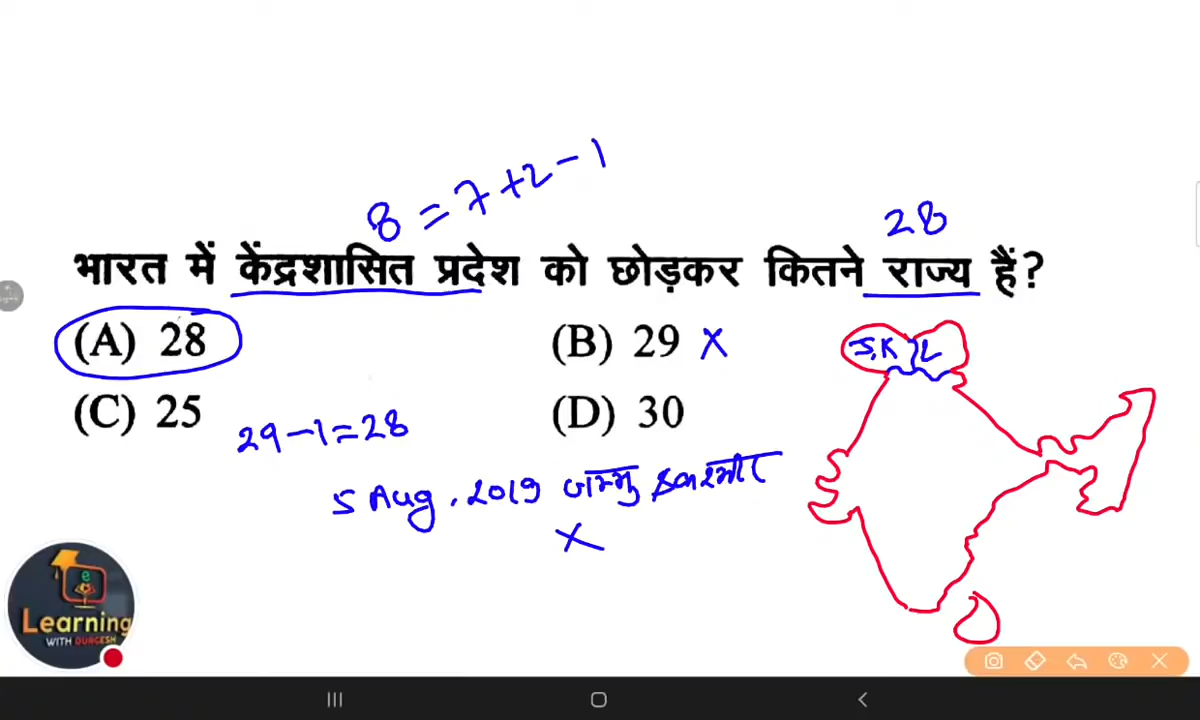 8 = 7 + 2 - 1
28
भारत में केंद्रशासित प्रदेश को छोड़कर कितने राज्य हैं?
(A) 28 (B) 29 X
J,K L
(C) 25 (D) 30
29 - 1 = 28
5 Aug. 2019 जम्मू कश्मीर
X
e
Learning
WITH DURGESH